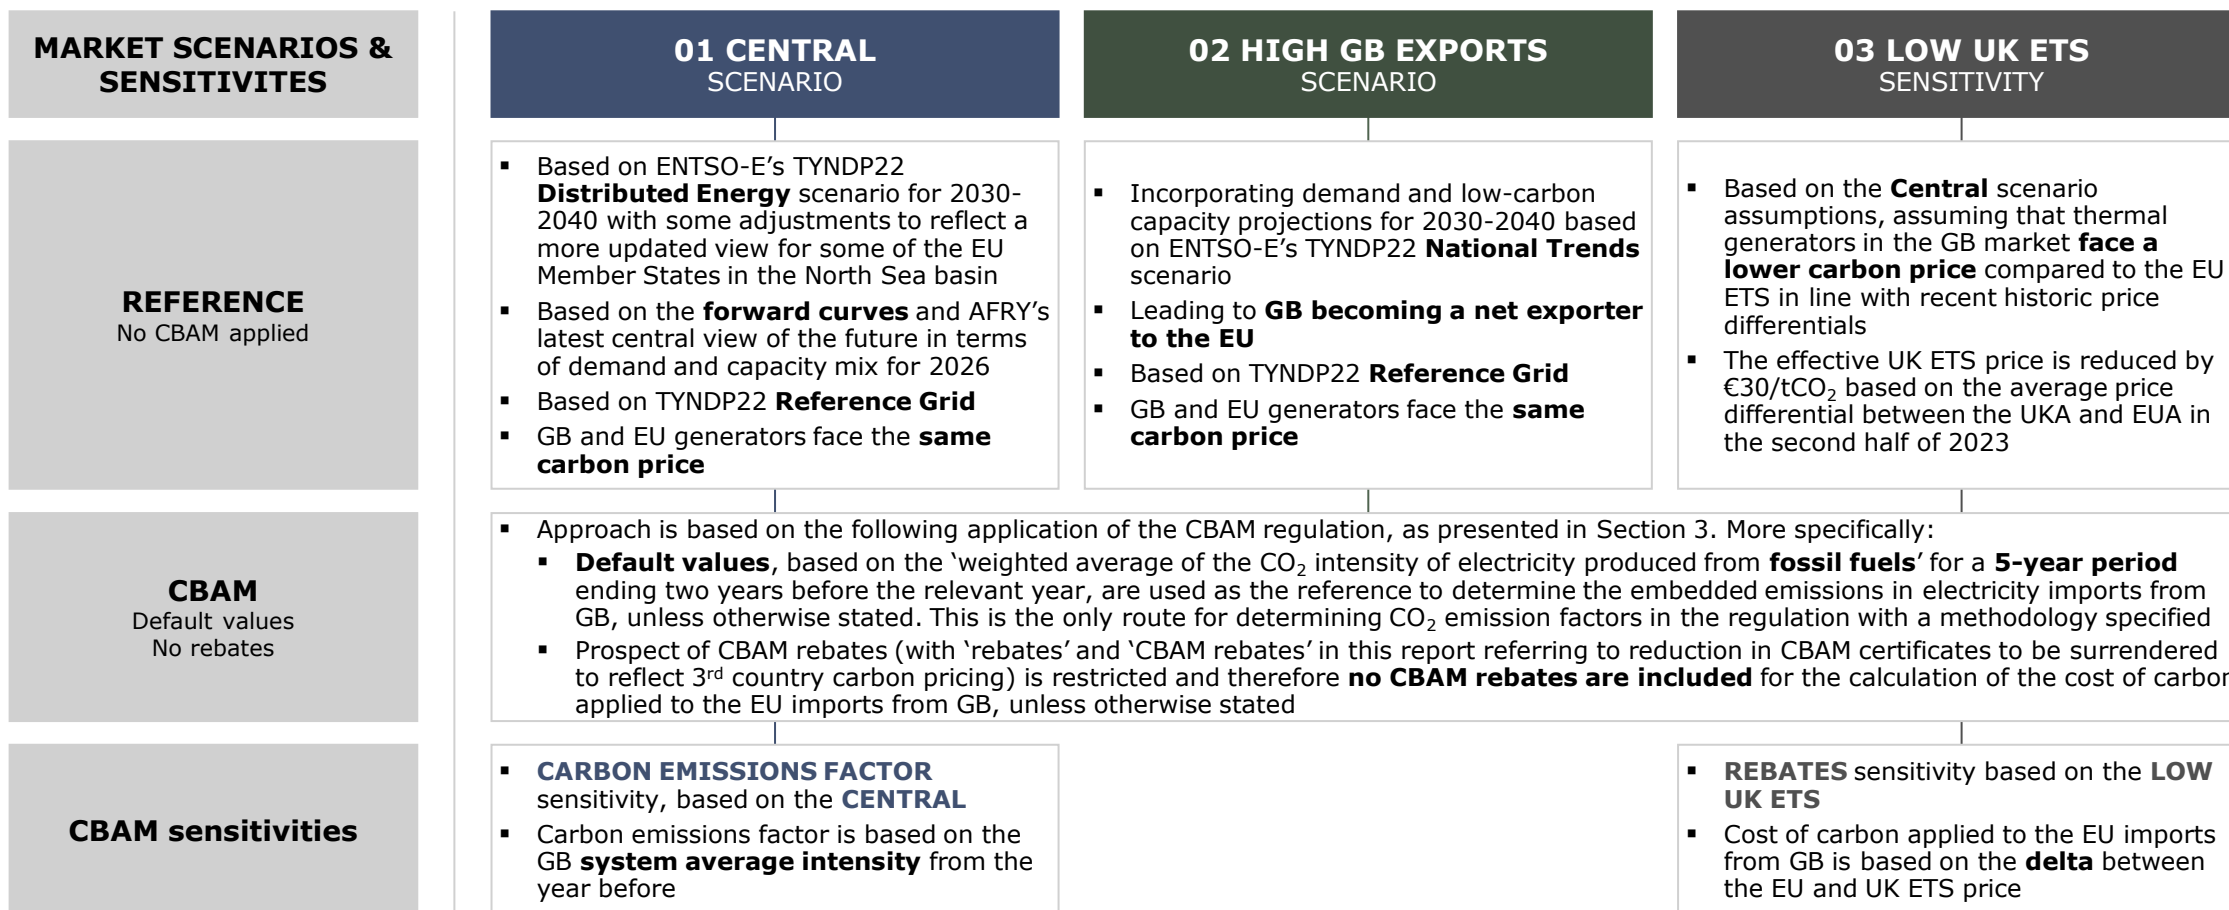 MARKET SCENARIOS &
SENSITIVITES
01 CENTRAL
SCENARIO
02 HIGH GB EXPORTS
SCENARIO
03 LOW UK ETS
SENSITIVITY
REFERENCE
No CBAM applied
▪ Based on ENTSO-E’s TYNDP22
Distributed Energy scenario for 2030-
2040 with some adjustments to reflect a
more updated view for some of the EU
Member States in the North Sea basin
▪ Based on the forward curves and AFRY’s
latest central view of the future in terms
of demand and capacity mix for 2026
▪ Based on TYNDP22 Reference Grid
▪ GB and EU generators face the same
carbon price
▪ Incorporating demand and low-carbon
capacity projections for 2030-2040 based
on ENTSO-E’s TYNDP22 National Trends
scenario
▪ Leading to GB becoming a net exporter
to the EU
▪ Based on TYNDP22 Reference Grid
▪ GB and EU generators face the same
carbon price
▪ Based on the Central scenario
assumptions, assuming that thermal
generators in the GB market face a
lower carbon price compared to the EU
ETS in line with recent historic price
differentials
▪ The effective UK ETS price is reduced by
€30/tCO₂ based on the average price
differential between the UKA and EUA in
the second half of 2023
CBAM
Default values
No rebates
▪ Approach is based on the following application of the CBAM regulation, as presented in Section 3. More specifically:
▪ Default values, based on the ‘weighted average of the CO₂ intensity of electricity produced from fossil fuels’ for a 5-year period
ending two years before the relevant year, are used as the reference to determine the embedded emissions in electricity imports from
GB, unless otherwise stated. This is the only route for determining CO₂ emission factors in the regulation with a methodology specified
▪ Prospect of CBAM rebates (with ‘rebates’ and ‘CBAM rebates’ in this report referring to reduction in CBAM certificates to be surrendered
to reflect 3rd country carbon pricing) is restricted and therefore no CBAM rebates are included for the calculation of the cost of carbon
applied to the EU imports from GB, unless otherwise stated
CBAM sensitivities
▪ CARBON EMISSIONS FACTOR
sensitivity, based on the CENTRAL
▪ Carbon emissions factor is based on the
GB system average intensity from the
year before
▪ REBATES sensitivity based on the LOW
UK ETS
▪ Cost of carbon applied to the EU imports
from GB is based on the delta between
the EU and UK ETS price